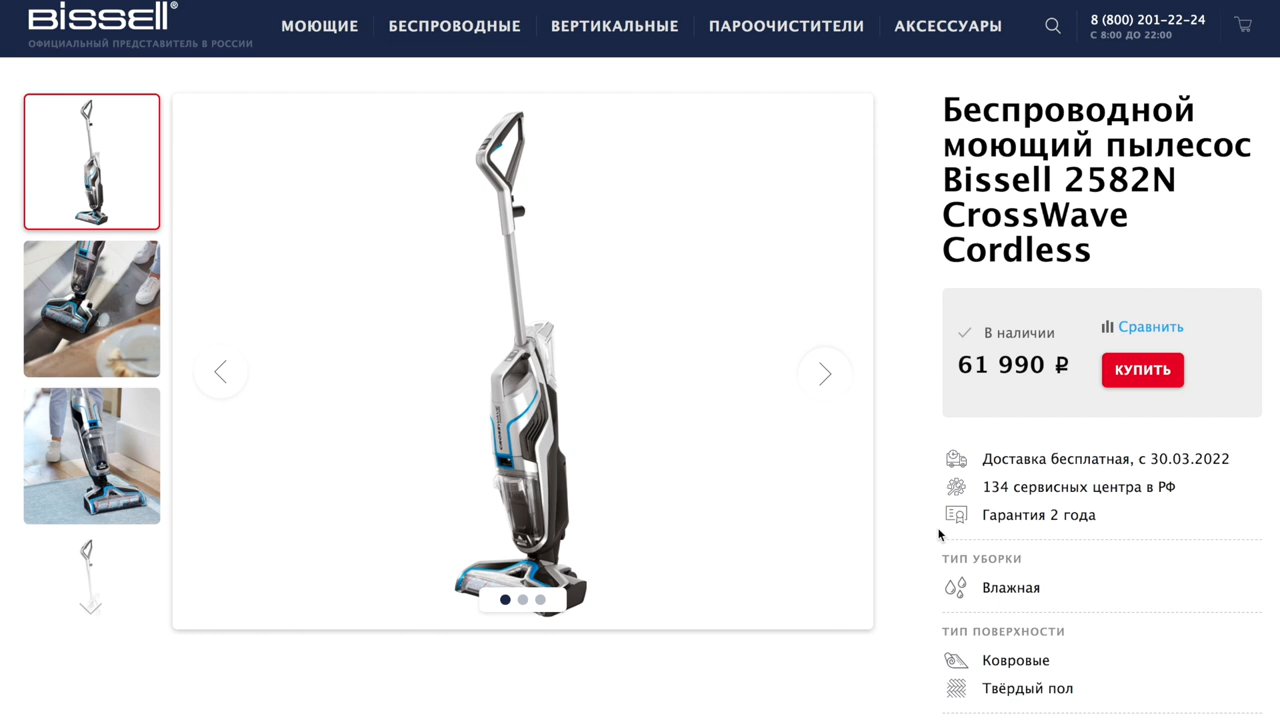 BISSELL®
ОФИЦИАЛЬНЫЙ ПРЕДСТАВИТЕЛЬ В РОССИИ
МОЮЩИЕ
БЕСПРОВОДНЫЕ
ВЕРТИКАЛЬНЫЕ
ПАРООЧИСТИТЕЛИ
АКСЕССУАРЫ
8 (800) 201-22-24
С 8:00 ДО 22:00
Беспроводной
моющий пылесос
Bissell 2582N
CrossWave
Cordless
В наличии
Сравнить
61 990 ₽
КУПИТЬ
Доставка бесплатная, с 30.03.2022
134 сервисных центра в РФ
Гарантия 2 года
ТИП УБОРКИ
Влажная
ТИП ПОВЕРХНОСТИ
Ковровые
Твёрдый пол